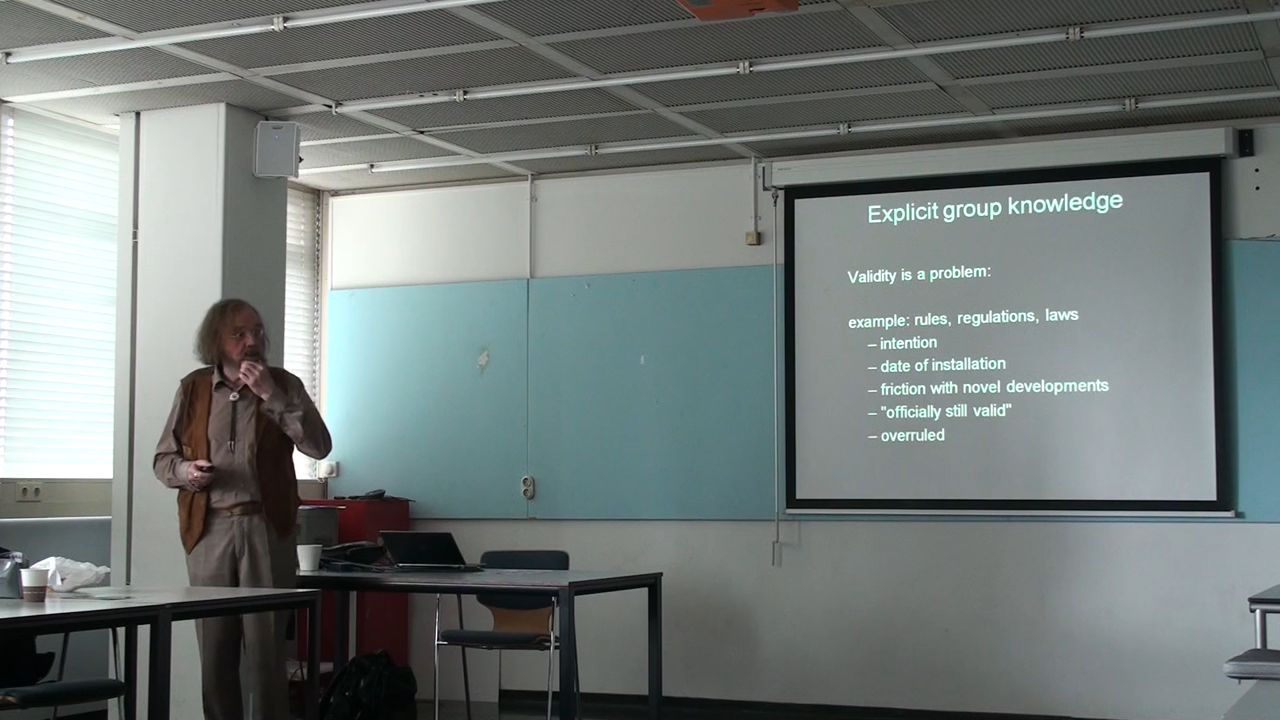 Explicit group knowledge
Validity is a problem:
example: rules, regulations, laws
– intention
– date of installation
– friction with novel developments
– "officially still valid"
– overruled